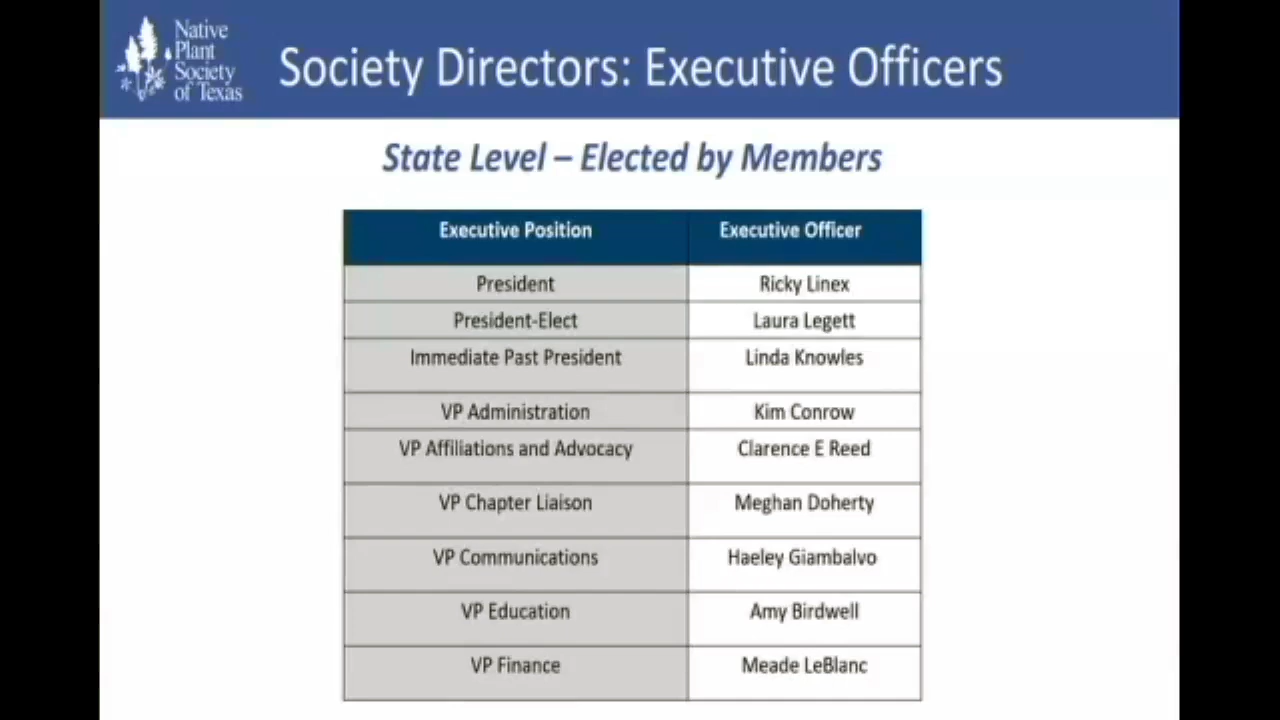 Native
Plant
Society
of Texas
Society Directors: Executive Officers
State Level – Elected by Members
Executive Position Executive Officer
President Ricky Linex
President-Elect Laura Legett
Immediate Past President Linda Knowles
VP Administration Kim Conrow
VP Affiliations and Advocacy Clarence E Reed
VP Chapter Liaison Meghan Doherty
VP Communications Haeley Giambalvo
VP Education Amy Birdwell
VP Finance Meade LeBlanc